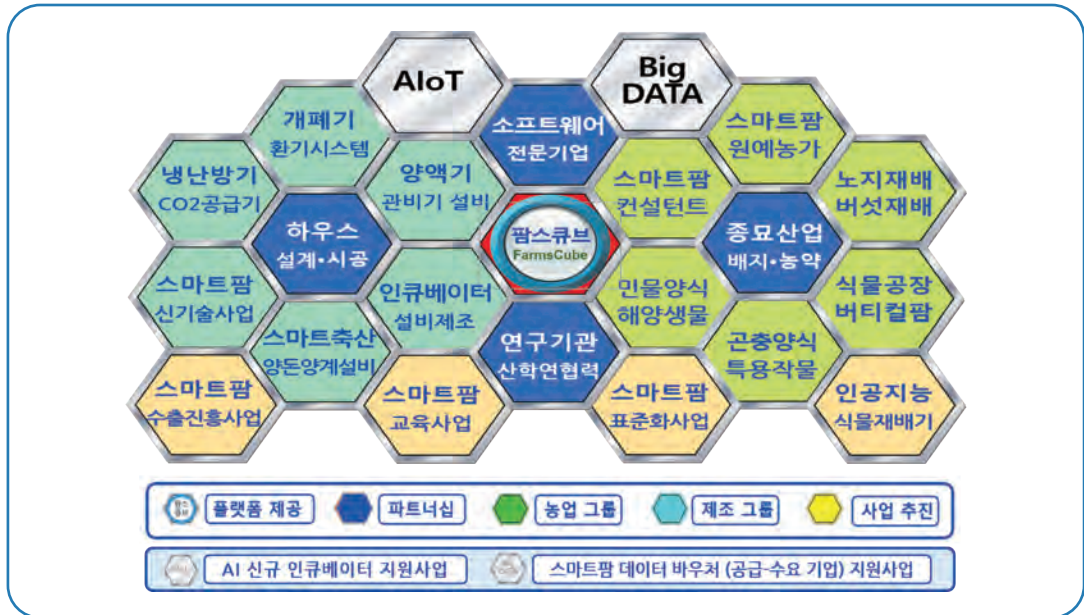 AIoT
Big
DATA
개폐기
환기시스템
소프트웨어
전문기업
스마트팜
원예농가
냉난방기
CO2공급기
양액기
관비기 설비
스마트팜
컨설턴트
노지재배
버섯재배
하우스
설계•시공
팜스큐브
FarmsCube
종묘산업
배지•농약
스마트팜
신기술사업
인큐베이터
설비제조
민물양식
해양생물
식물공장
버티컬팜
스마트축산
양돈양계설비
연구기관
산학연협력
곤충양식
특용작물
스마트팜
수출진흥사업
스마트팜
교육사업
스마트팜
표준화사업
인공지능
식물재배기
플랫폼 제공
파트너십
농업 그룹
제조 그룹
사업 추진
AI 신규 인큐베이터 지원사업
스마트팜 데이터 바우처 (공급-수요 기업) 지원사업